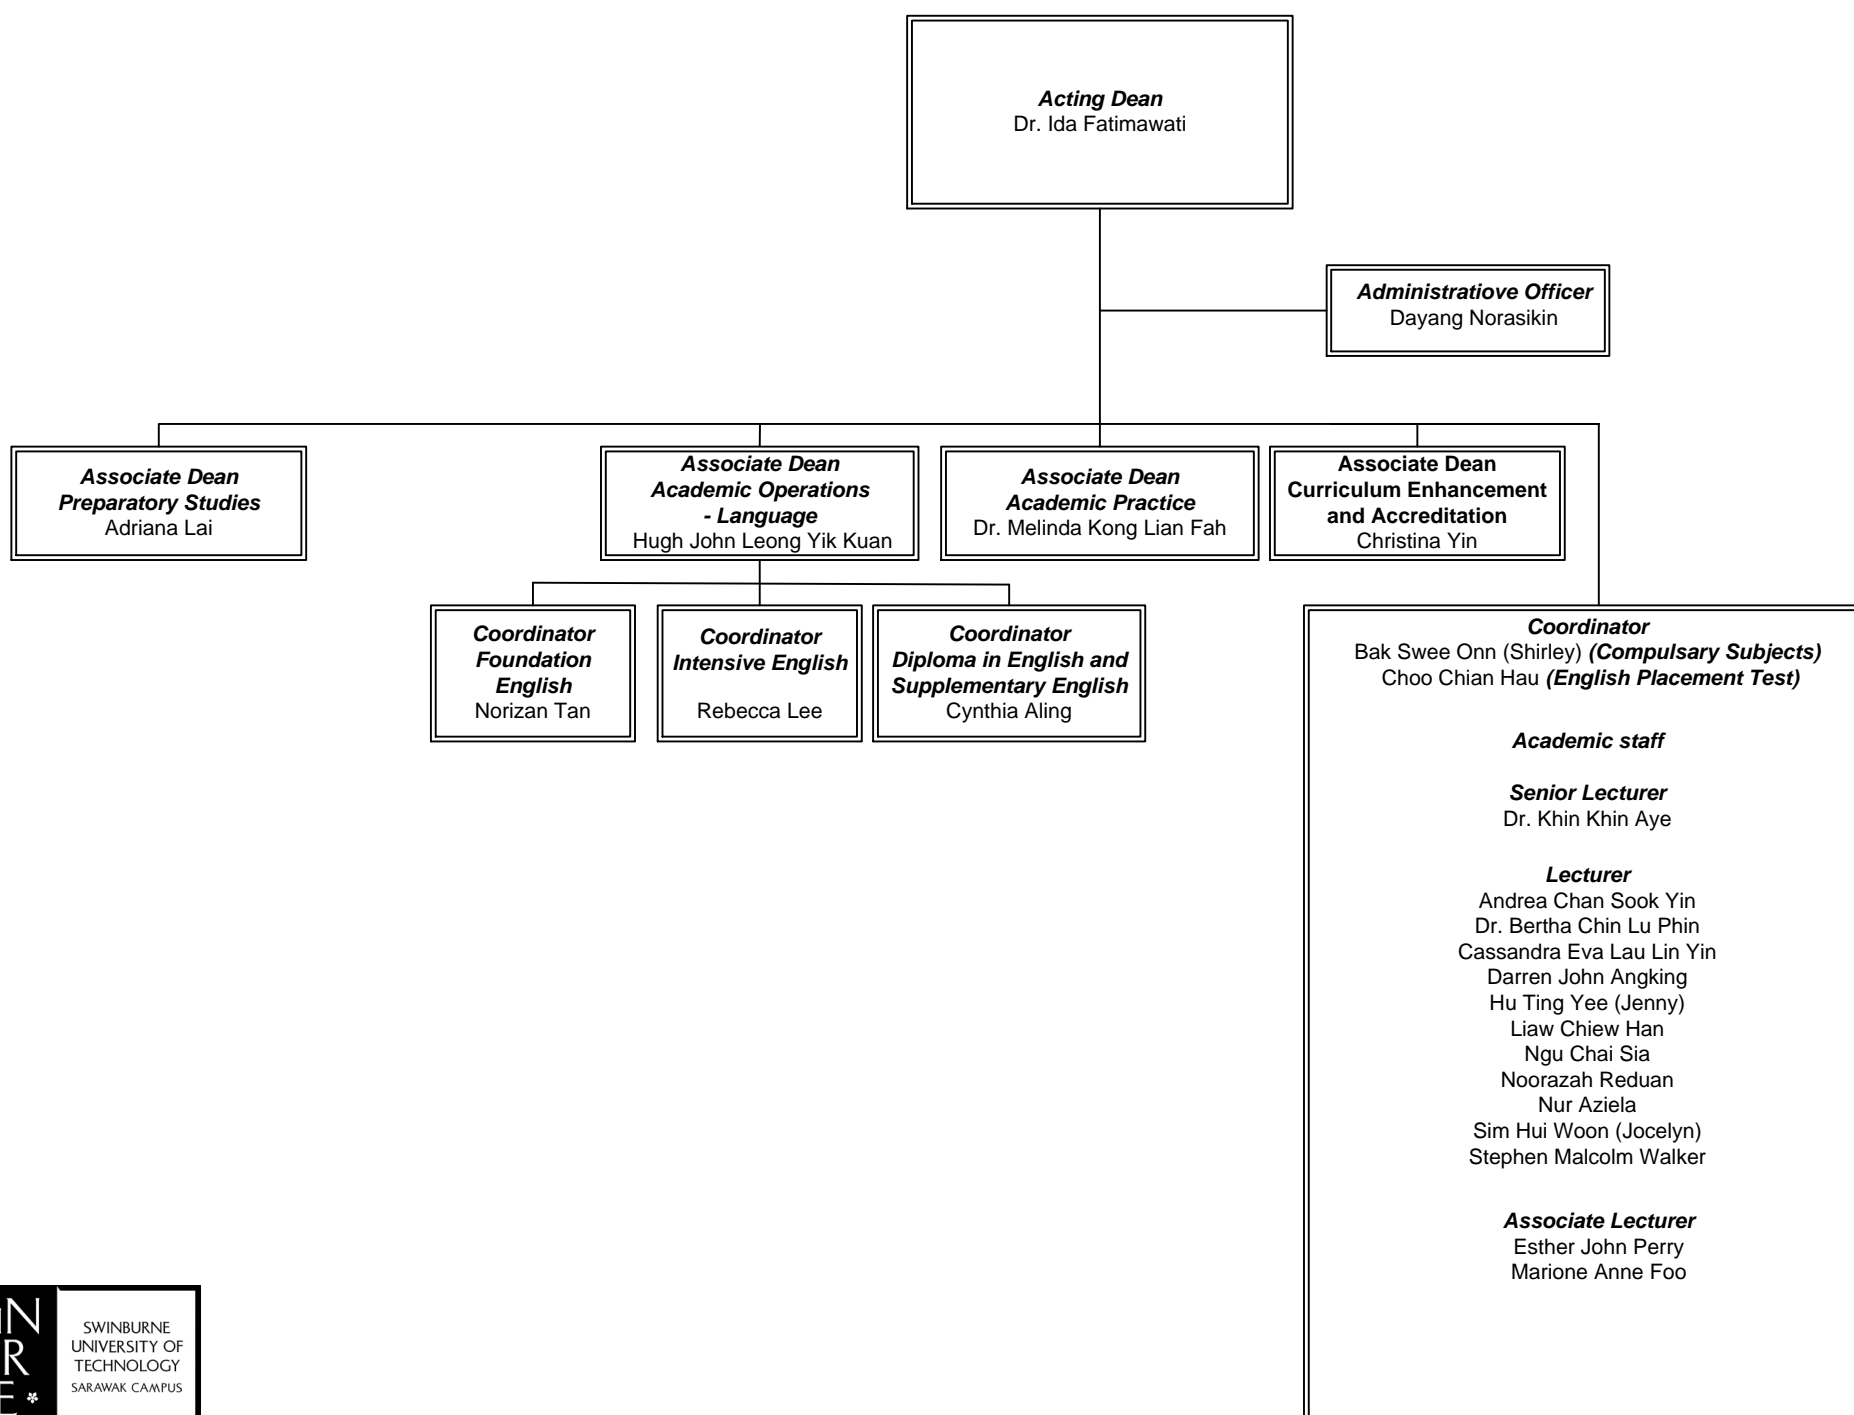 Acting Dean
Dr. Ida Fatimawati
Administratiove Officer
Dayang Norasikin
Associate Dean
Preparatory Studies
Adriana Lai
Associate Dean
Academic Operations
- Language
Hugh John Leong Yik Kuan
Associate Dean
Academic Practice
Dr. Melinda Kong Lian Fah
Associate Dean
Curriculum Enhancement
and Accreditation
Christina Yin
Coordinator
Foundation
English
Norizan Tan
Coordinator
Intensive English
Rebecca Lee
Coordinator
Diploma in English and
Supplementary English
Cynthia Aling
Coordinator
Bak Swee Onn (Shirley) (Compulsary Subjects)
Choo Chian Hau (English Placement Test)
Academic staff
Senior Lecturer
Dr. Khin Khin Aye
Lecturer
Andrea Chan Sook Yin
Dr. Bertha Chin Lu Phin
Cassandra Eva Lau Lin Yin
Darren John Angking
Hu Ting Yee (Jenny)
Liaw Chiew Han
Ngu Chai Sia
Noorazah Reduan
Nur Aziela
Sim Hui Woon (Jocelyn)
Stephen Malcolm Walker
Associate Lecturer
Esther John Perry
Marione Anne Foo
SWINBURNE
UNIVERSITY OF
TECHNOLOGY
SARAWAK CAMPUS